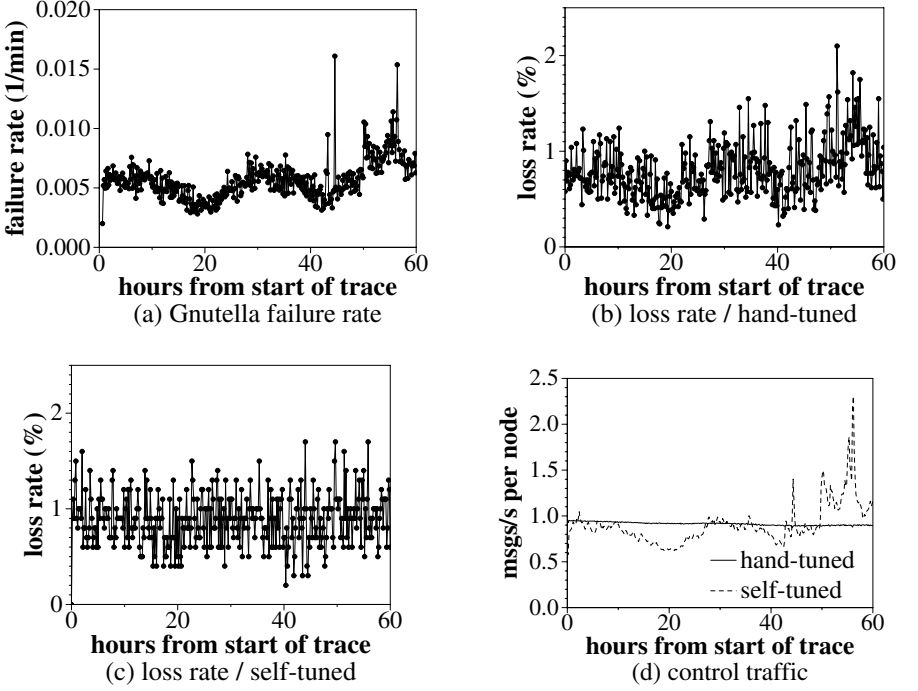 0.020
0.015
0.010
0.005
0.000
failure rate (1/min)
0 20 40 60
hours from start of trace
(a) Gnutella failure rate
2
1
0
loss rate (%)
0 20 40 60
hours from start of trace
(b) loss rate / hand-tuned
2
1
0
loss rate (%)
0 20 40 60
hours from start of trace
(c) loss rate / self-tuned
2.5
2.0
1.5
1.0
0.5
0.0
msgs/s per node
hand-tuned
self-tuned
0 20 40 60
hours from start of trace
(d) control traffic